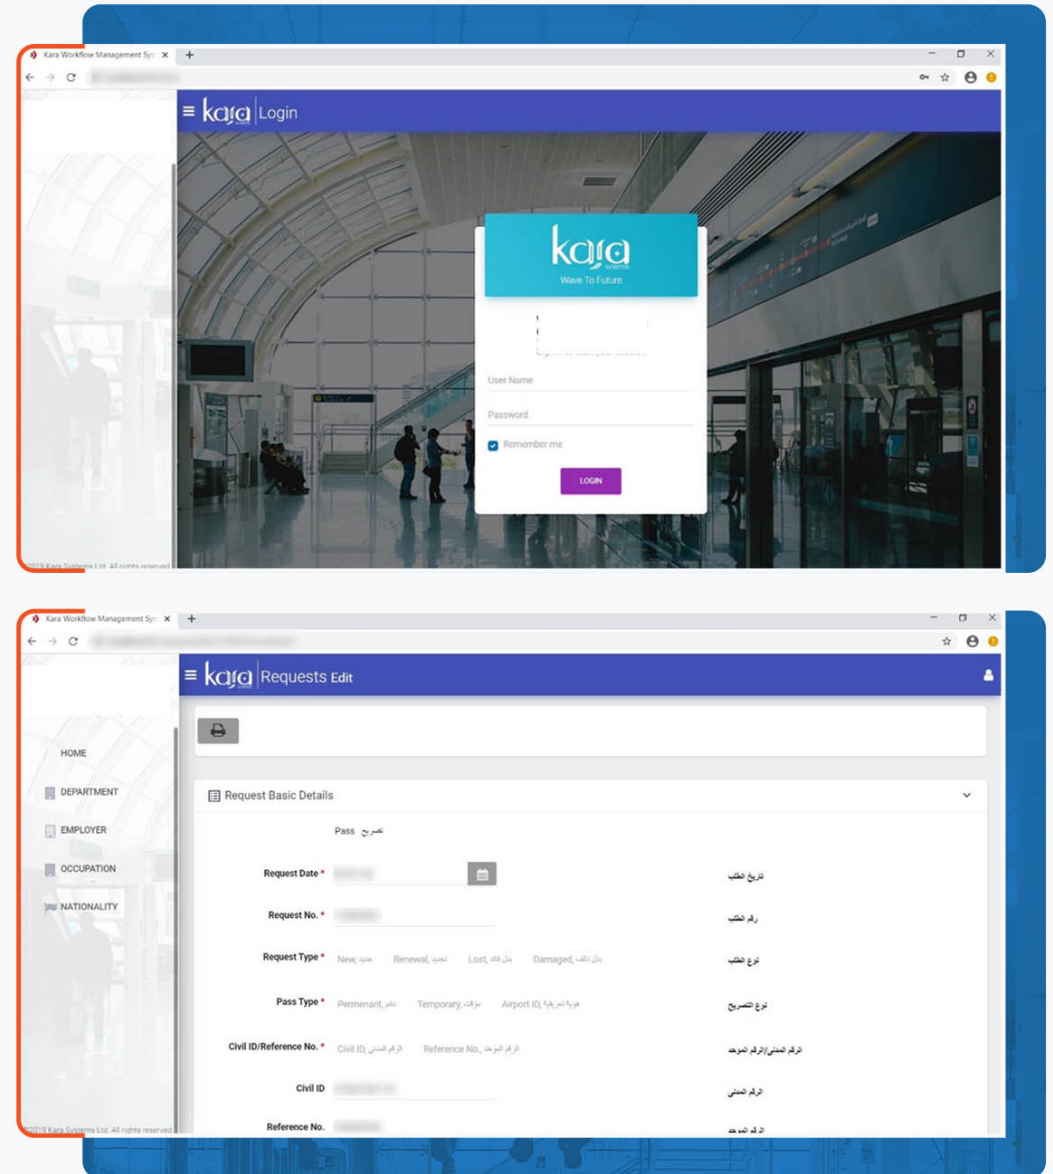 Kara Workflow Management Sys
kara Login
kara
systems
Wave To Future
User Name
Password
Remember me
LOGIN
©2019 Kara Systems Ltd. All rights reserved.
Kara Workflow Management Sys
kara Requests Edit
HOME
DEPARTMENT
EMPLOYER
OCCUPATION
NATIONALITY
Request Basic Details
Pass تصريح
Request Date * تاريخ الطلب
Request No. * رقم الطلب
Request Type * New, جديد Renewal, تجديد Lost, بدل فاقد Damaged, بدل تالف نوع الطلب
Pass Type * Permenant, دائم Temporary, مؤقت Airport ID, هوية تعريفية نوع التصريح
Civil ID/Reference No. * Civil ID, الرقم المدني Reference No., الرقم الموحد الرقم المدني/الرقم الموحد
Civil ID الرقم المدني
Reference No. الرقم الموحد
©2019 Kara Systems Ltd. All rights reserved.